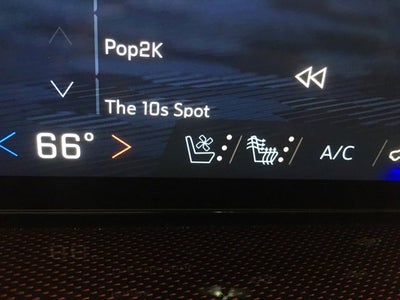 Pop2K
The 10s Spot
66°
A/C